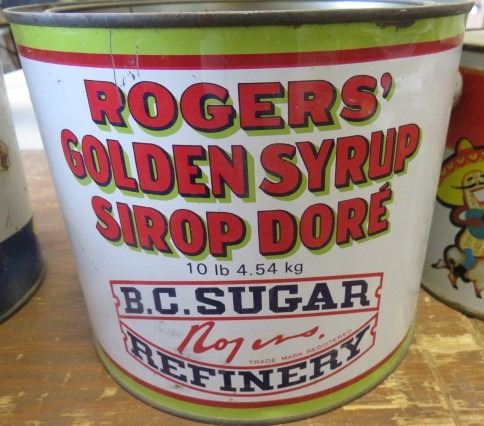 ROGERS'
GOLDEN SYRUP
SIROP DORÉ
10 lb 4.54 kg
B.C. SUGAR
Rogers.
TRADE MARK REGISTERED
REFINERY